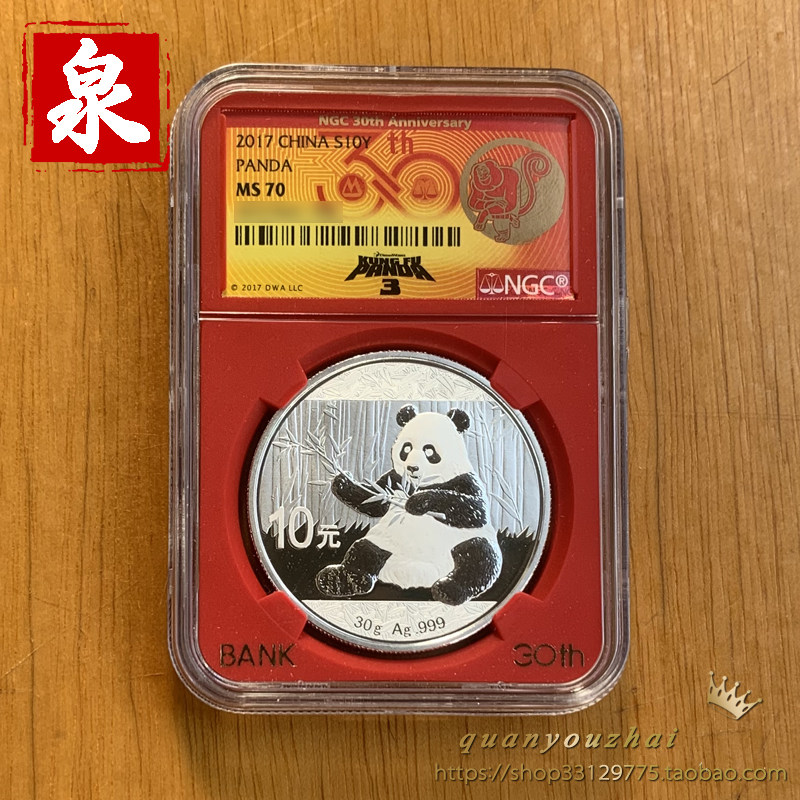 泉
NGC 30th Anniversary
2017 CHINA S10Y
PANDA
MS 70
30th
KUNG FU
PANDA
3
© 2017 DWA LLC
NGC®
10元
30g Ag .999
BANK
30th
quanyouzhai
https://shop33129775.taobao.com